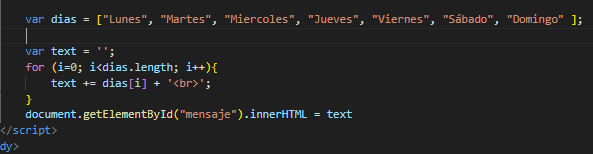 var dias = ["Lunes", "Martes", "Miercoles", "Jueves", "Viernes", "Sábado", "Domingo" ];
var text = '';
for (i=0; i<dias.length; i++){
text += dias[i] + '<br>';
}
document.getElementById("mensaje").innerHTML = text
</script>
dy>